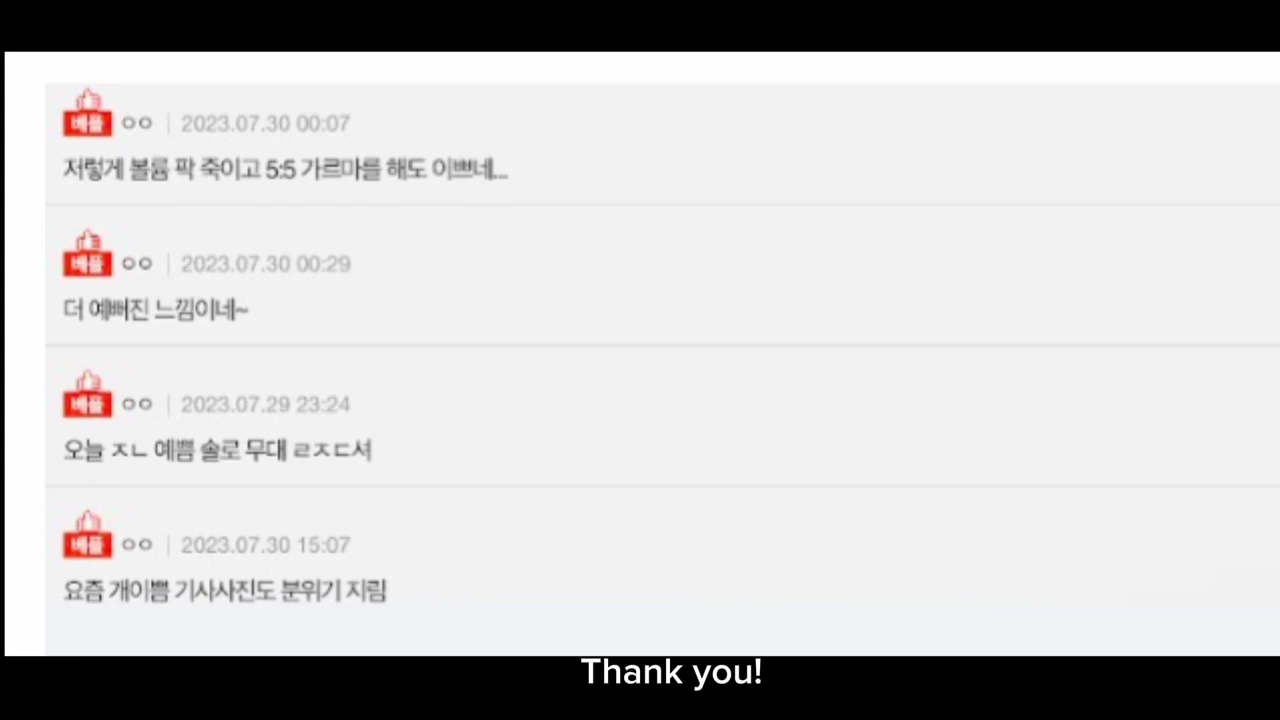 베플 ㅇㅇ | 2023.07.30 00:07
저렇게 볼륨 팍 죽이고 5:5 가르마를 해도 이쁘네...
베플 ㅇㅇ | 2023.07.30 00:29
더 예뻐진 느낌이네~
베플 ㅇㅇ | 2023.07.29 23:24
오늘 ㅈㄴ 예쁨 솔로 무대 ㄹㅈㄷ셔
베플 ㅇㅇ | 2023.07.30 15:07
요즘 개이쁨 기사사진도 분위기 지림
Thank you!